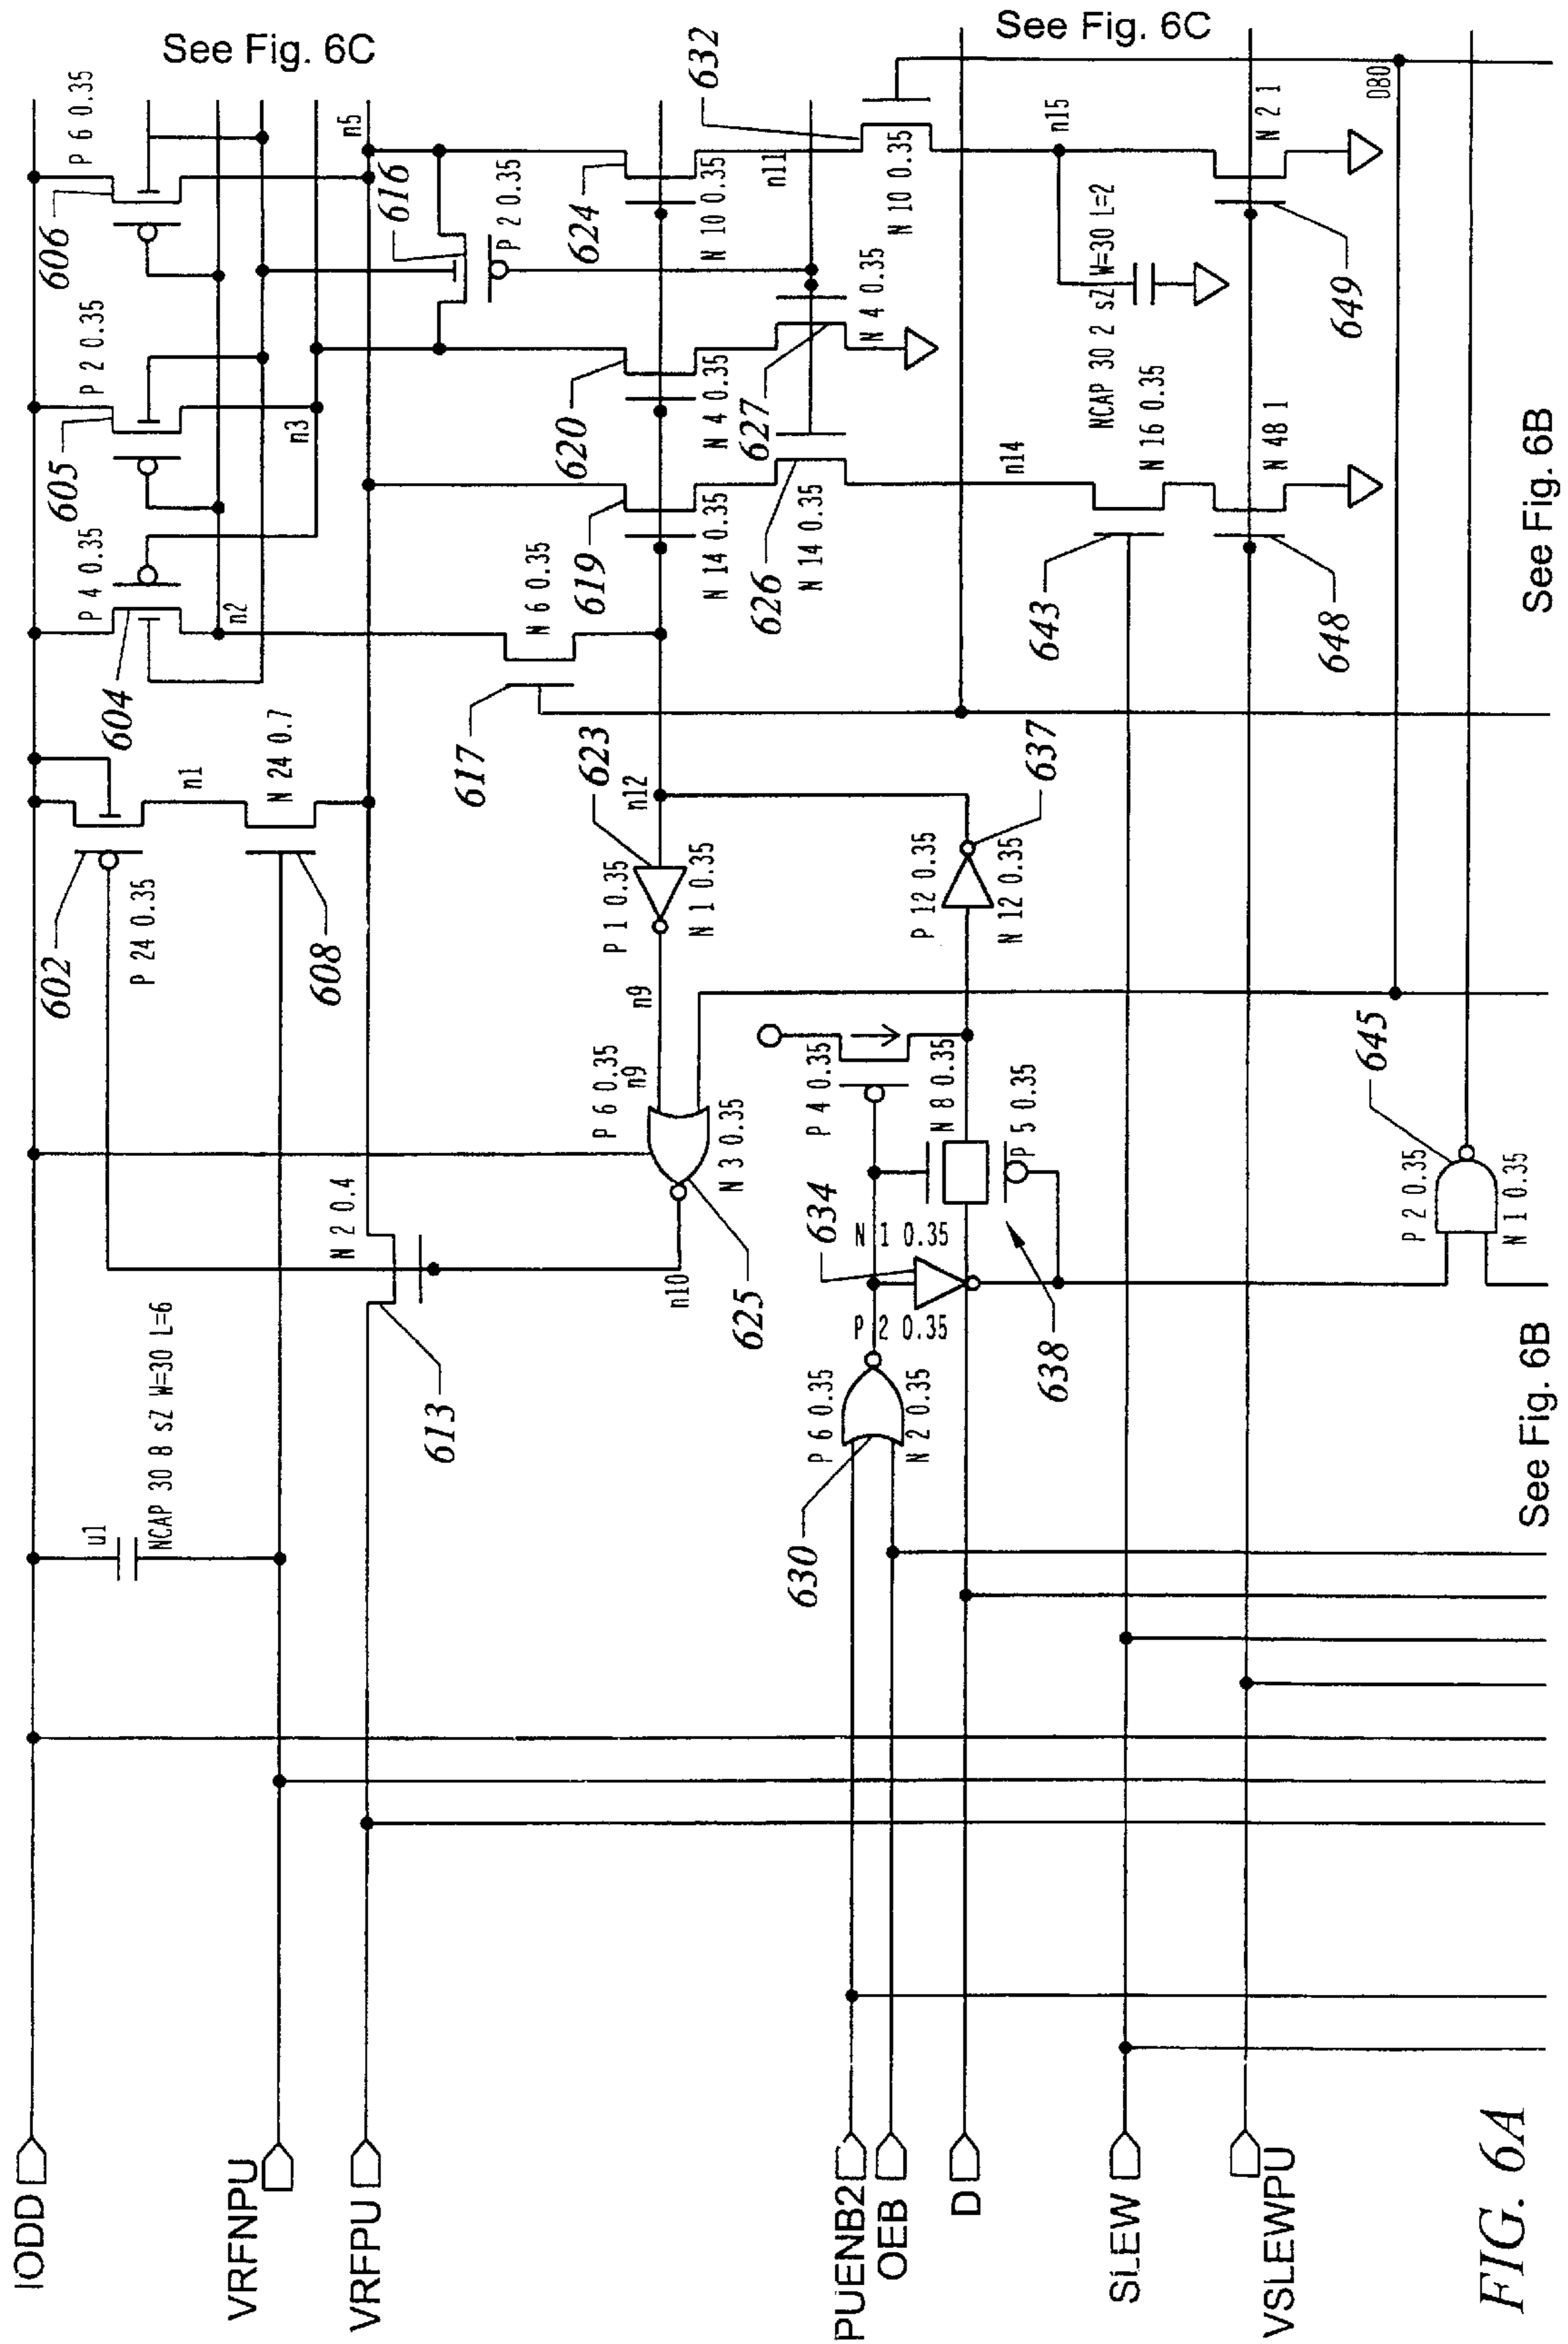 See Fig. 6C
P 6 0.35
606
P 2 0.35
605
P 4 0.35
604
n2
n3
n5
616
P 2 0.35
602
P 24 0.35
n1
N 24 0.7
608
u1
NCAP 30 8 sZ W=30 L=6
N 2 0.4
613
IODD
VRFNPU
VRFPU
617
N 6 0.35
619
N 14 0.35
620
N 4 0.35
624
N 10 0.35
n11
632
N 10 0.35
n15
623
P 1 0.35
N 1 0.35
n12
n9
P 6 0.35
n9
N 3 0.35
n10
625
626
N 14 0.35
627
N 4 0.35
n14
637
P 12 0.35
N 12 0.35
P 4 0.35
N 8 0.35
P 5 0.35
634
N 1 0.35
P 2 0.35
638
P 6 0.35
N 2 0.35
630
PUENB2
OEB
D
SLEW
VSLEWPU
See Fig. 6C
NCAP 30 2 sZ W=30 L=2
643
N 16 0.35
648
N 48 1
649
N 2 1
080
645
P 2 0.35
N 1 0.35
See Fig. 6B
See Fig. 6B
FIG. 6A